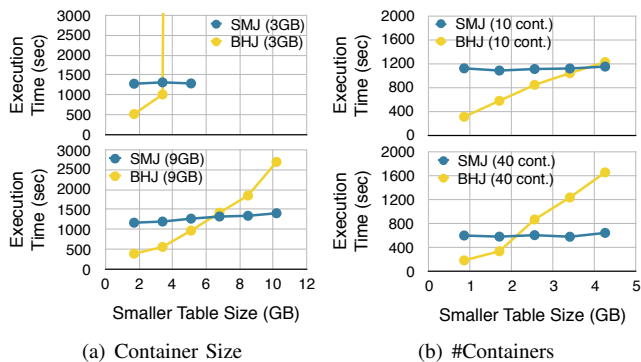 3000
2500
2000
1500
1000
500
0
Execution
Time (sec)
SMJ (3GB)
BHJ (3GB)
3000
2500
2000
1500
1000
500
0
Execution
Time (sec)
SMJ (9GB)
BHJ (9GB)
0 2 4 6 8 10 12
Smaller Table Size (GB)
(a) Container Size
2000
1600
1200
800
400
0
Execution
Time (sec)
SMJ (10 cont.)
BHJ (10 cont.)
2000
1600
1200
800
400
0
Execution
Time (sec)
SMJ (40 cont.)
BHJ (40 cont.)
0 1 2 3 4 5
Smaller Table Size (GB)
(b) #Containers